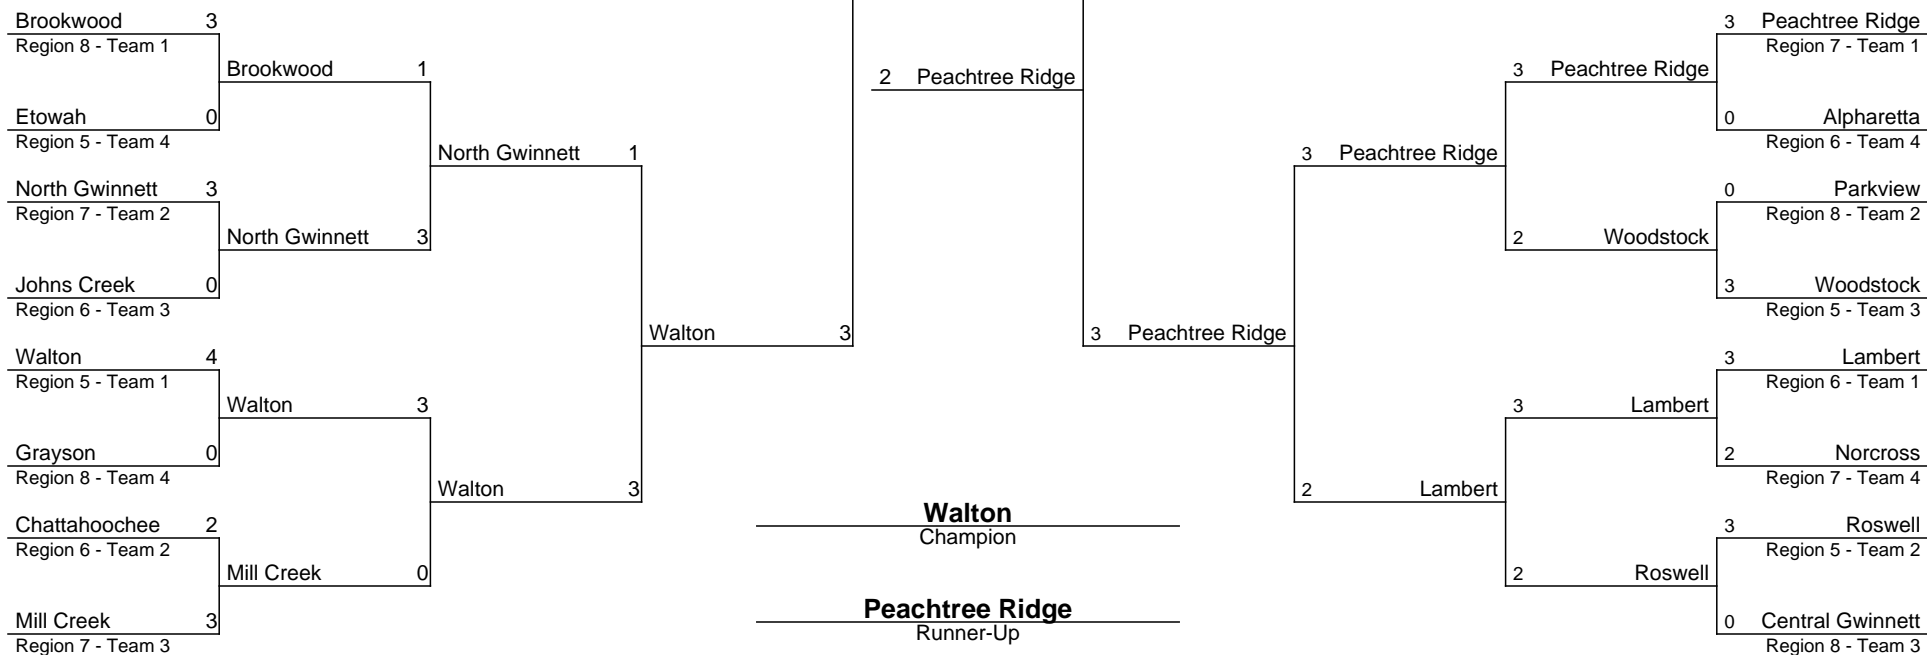 Brookwood 3
Region 8 - Team 1
Etowah 0
Region 5 - Team 4
North Gwinnett 3
Region 7 - Team 2
Johns Creek 0
Region 6 - Team 3
Walton 4
Region 5 - Team 1
Grayson 0
Region 8 - Team 4
Chattahoochee 2
Region 6 - Team 2
Mill Creek 3
Region 7 - Team 3
Brookwood 1
North Gwinnett 3
Walton 3
Mill Creek 0
North Gwinnett 1
Walton 3
Walton 3
2 Peachtree Ridge
Walton
Champion
Peachtree Ridge
Runner-Up
3 Peachtree Ridge
3 Peachtree Ridge
2 Lambert
3 Peachtree Ridge
2 Woodstock
3 Lambert
2 Roswell
3 Peachtree Ridge
Region 7 - Team 1
0 Alpharetta
Region 6 - Team 4
0 Parkview
Region 8 - Team 2
3 Woodstock
Region 5 - Team 3
3 Lambert
Region 6 - Team 1
2 Norcross
Region 7 - Team 4
3 Roswell
Region 5 - Team 2
0 Central Gwinnett
Region 8 - Team 3